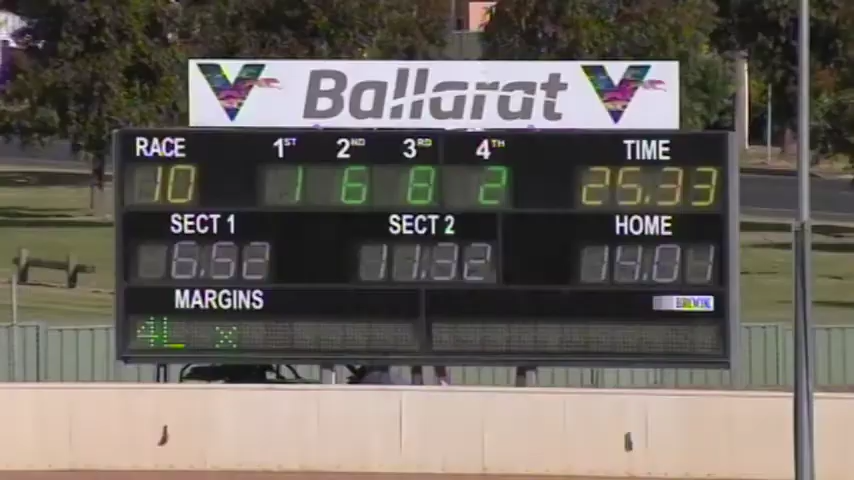 V Ballarat V
RACE 1ST 2ND 3RD 4TH TIME
10 1 6 8 2 25.33
SECT 1 SECT 2 HOME
6.52 11.32 14.01
MARGINS BREWIN
4L x